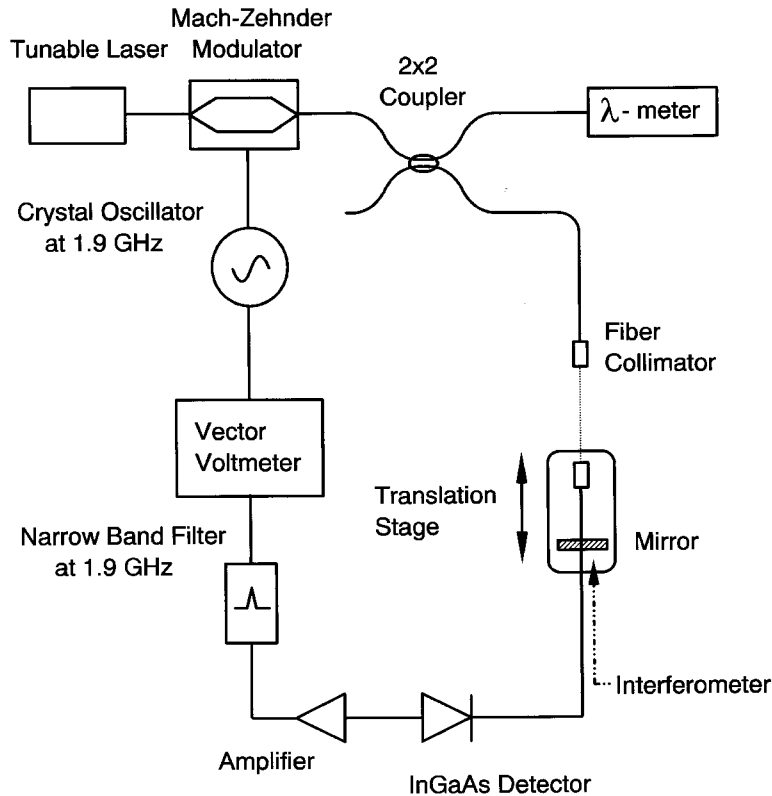 Mach-Zehnder
Modulator
Tunable Laser
2x2
Coupler
λ- meter
Crystal Oscillator
at 1.9 GHz
Fiber
Collimator
Vector
Voltmeter
Translation
Stage
Mirror
Narrow Band Filter
at 1.9 GHz
Interferometer
Amplifier
InGaAs Detector